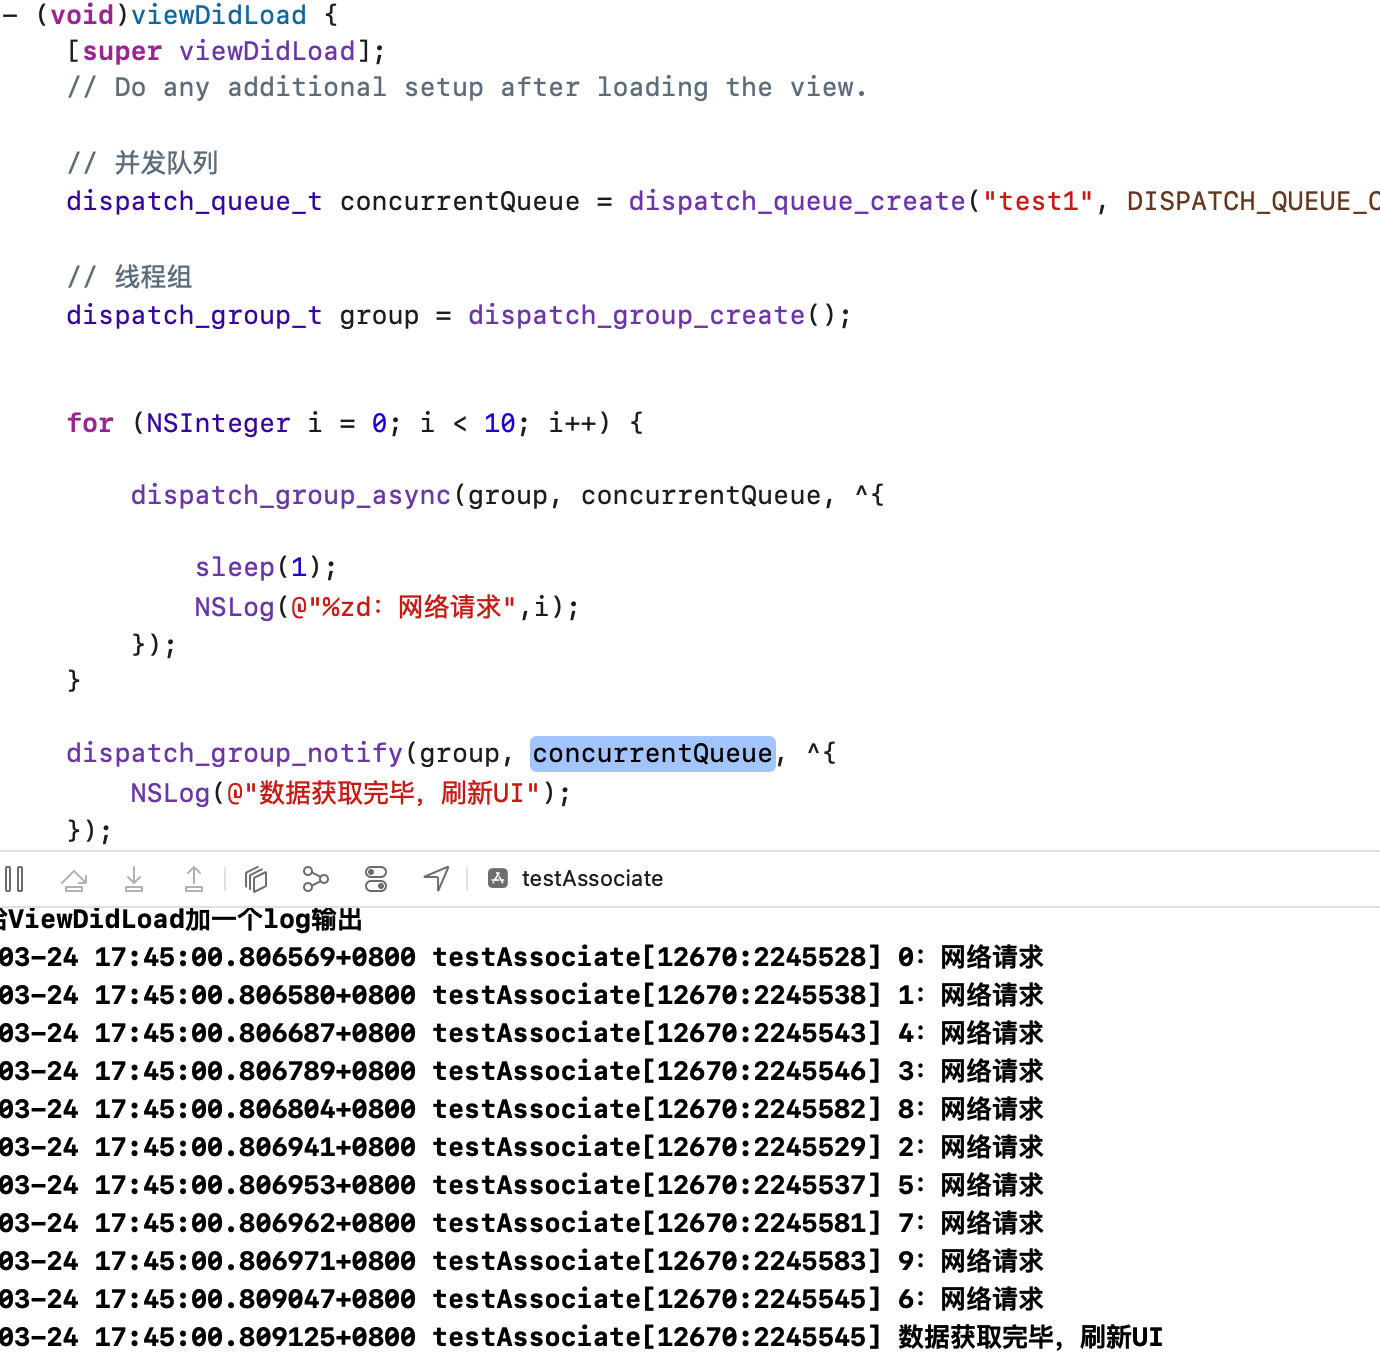 - (void)viewDidLoad {
[super viewDidLoad];
// Do any additional setup after loading the view.
// 并发队列
dispatch_queue_t concurrentQueue = dispatch_queue_create("test1", DISPATCH_QUEUE_C
// 线程组
dispatch_group_t group = dispatch_group_create();
for (NSInteger i = 0; i < 10; i++) {
dispatch_group_async(group, concurrentQueue, ^{
sleep(1);
NSLog(@"%zd：网络请求",i);
});
}
dispatch_group_notify(group, concurrentQueue, ^{
NSLog(@"数据获取完毕，刷新UI");
});
testAssociate
ViewDidLoad加一个log输出
03-24 17:45:00.806569+0800 testAssociate[12670:2245528] 0：网络请求
03-24 17:45:00.806580+0800 testAssociate[12670:2245538] 1：网络请求
03-24 17:45:00.806687+0800 testAssociate[12670:2245543] 4：网络请求
03-24 17:45:00.806789+0800 testAssociate[12670:2245546] 3：网络请求
03-24 17:45:00.806804+0800 testAssociate[12670:2245582] 8：网络请求
03-24 17:45:00.806941+0800 testAssociate[12670:2245529] 2：网络请求
03-24 17:45:00.806953+0800 testAssociate[12670:2245537] 5：网络请求
03-24 17:45:00.806962+0800 testAssociate[12670:2245581] 7：网络请求
03-24 17:45:00.806971+0800 testAssociate[12670:2245583] 9：网络请求
03-24 17:45:00.809047+0800 testAssociate[12670:2245545] 6：网络请求
03-24 17:45:00.809125+0800 testAssociate[12670:2245545] 数据获取完毕，刷新UI